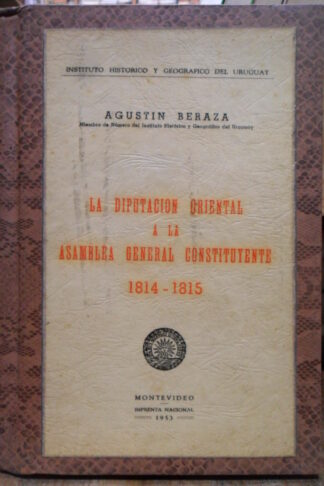 INSTITUTO HISTORICO Y GEOGRAFICO DEL URUGUAY
AGUSTIN BERAZA
Miembro de Número del Instituto Histórico y Geográfico del Uruguay
LA DIPUTACION ORIENTAL
A LA
ASAMBLEA GENERAL CONSTITUYENTE
1814-1815
MONTEVIDEO
IMPRENTA NACIONAL
1953